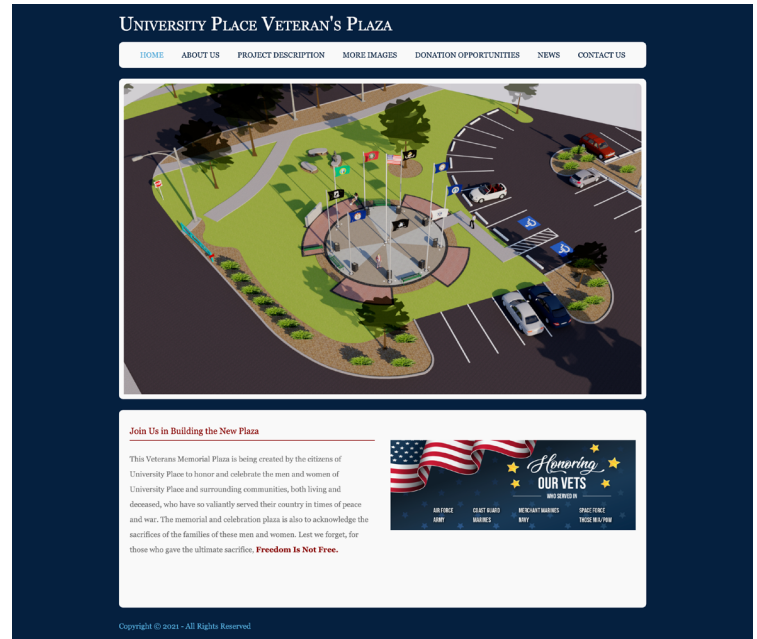 University Place Veteran's Plaza
HOME ABOUT US PROJECT DESCRIPTION MORE IMAGES DONATION OPPORTUNITIES NEWS CONTACT US
Join Us in Building the New Plaza
This Veterans Memorial Plaza is being created by the citizens of
University Place to honor and celebrate the men and women of
University Place and surrounding communities, both living and
deceased, who have so valiantly served their country in times of peace
and war. The memorial and celebration plaza is also to acknowledge the
sacrifices of the families of these men and women. Lest we forget, for
those who gave the ultimate sacrifice, Freedom Is Not Free.
Honoring
OUR VETS
WHO SERVED IN
AIR FORCE COAST GUARD MERCHANT MARINES SPACE FORCE
ARMY MARINES NAVY THOSE MIA/POW
Copyright © 2021 - All Rights Reserved